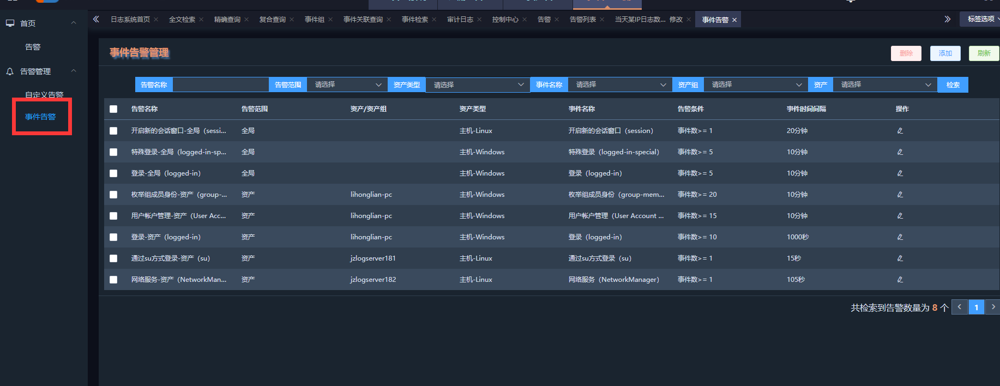 首页
告警
告警管理
自定义告警
事件告警
日志系统首页 全文检索 精确查询 复合查询 事件组 事件关联查询 事件检索 审计日志 控制中心 告警 告警列表 当天某IP日志数... 修改 事件告警 标签选项
事件告警管理
删除 添加 刷新
告警名称 告警范围 请选择 资产类型 请选择 事件名称 请选择 资产组 请选择 资产 请选择 检索
告警名称 告警范围 资产/资产组 资产类型 事件名称 告警条件 事件时间间隔 操作
开启新的会话窗口-全局（sessi... 全局 主机-Linux 开启新的会话窗口（session） 事件数>= 1 20分钟
特殊登录-全局（logged-in-sp... 全局 主机-Windows 特殊登录（logged-in-special） 事件数>= 5 10分钟
登录-全局（logged-in） 全局 主机-Windows 登录（logged-in） 事件数>= 5 10分钟
枚举组成员身份-资产（group-... 资产 lihonglian-pc 主机-Windows 枚举组成员身份（group-mem... 事件数>= 20 10分钟
用户帐户管理-资产（User Acc... 资产 lihonglian-pc 主机-Windows 用户帐户管理（User Account ... 事件数>= 15 10分钟
登录-资产（logged-in） 资产 lihonglian-pc 主机-Windows 登录（logged-in） 事件数>= 10 1000秒
通过su方式登录-资产（su） 资产 jzlogserver181 主机-Linux 通过su方式登录（su） 事件数>= 1 15秒
网络服务-资产（NetworkMan... 资产 jzlogserver182 主机-Linux 网络服务（NetworkManager） 事件数>= 1 105秒
共检索到告警数量为 8 个 1